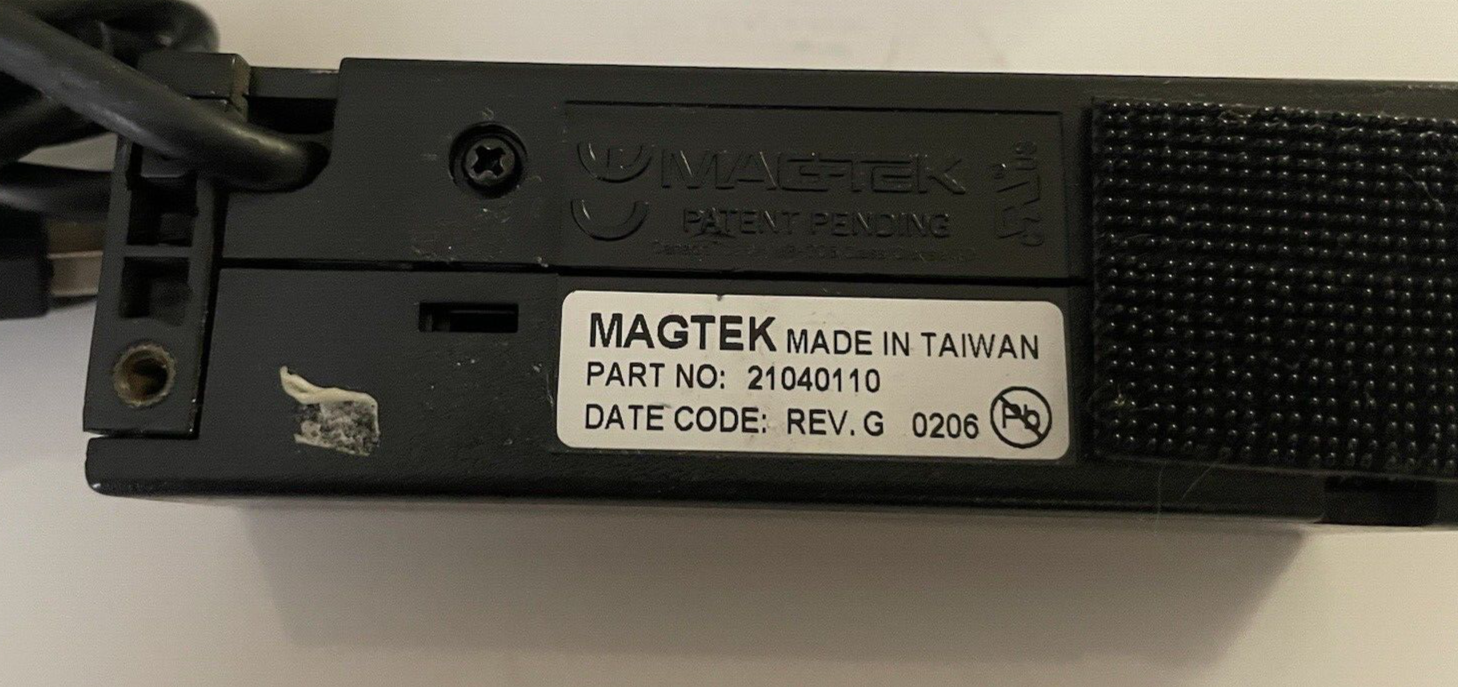 MAGTEK
PATENT PENDING
MAGTEK MADE IN TAIWAN
PART NO: 21040110
DATE CODE: REV. G 0206 Pb